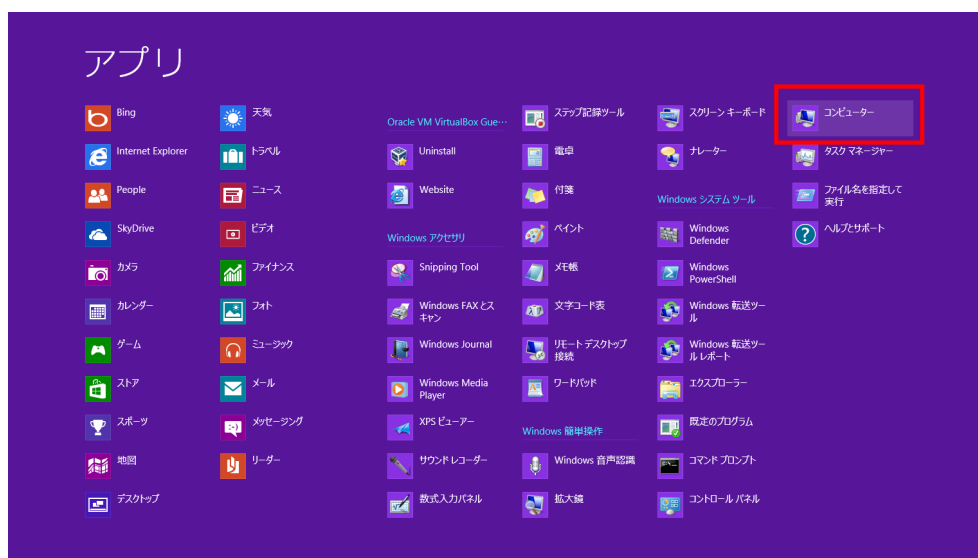 アプリ
Bing
Internet Explorer
People
SkyDrive
カメラ
カレンダー
ゲーム
ストア
スポーツ
地図
デスクトップ
天気
トラベル
ニュース
ビデオ
ファイナンス
フォト
ミュージック
メール
メッセージング
リーダー
Oracle VM VirtualBox Gue…
Uninstall
Website
Windows アクセサリ
Snipping Tool
Windows FAX とス
キャン
Windows Journal
Windows Media
Player
XPS ビューアー
サウンド レコーダー
数式入力パネル
ステップ記録ツール
電卓
付箋
ペイント
メモ帳
文字コード表
リモート デスクトップ
接続
ワードパッド
Windows 簡単操作
Windows 音声認識
拡大鏡
スクリーン キーボード
ナレーター
Windows システム ツール
Windows
Defender
Windows
PowerShell
Windows 転送ツー
ル
Windows 転送ツー
ル レポート
エクスプローラー
既定のプログラム
コマンド プロンプト
コントロール パネル
コンピューター
タスク マネージャー
ファイル名を指定して
実行
ヘルプとサポート